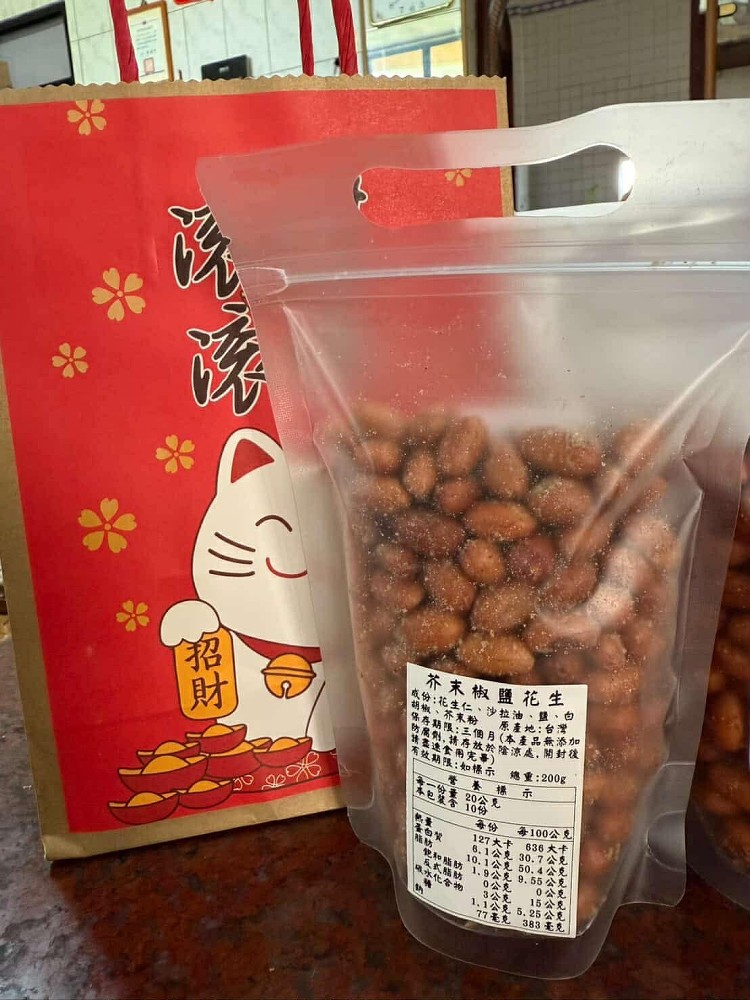 滾
滾
招
財
芥末椒鹽花生
成份:花生仁、沙拉油、鹽、白
胡椒、芥末粉 原產地:台灣
保存期限:三個月(本產品無添加
防腐劑,請存放於陰涼處,開封後
請盡速食用完畢)
有效期限:如標示 總重:200g
營養標示
每一份量 20公克
本包裝含 10份
每份 每100公克
熱量 127大卡 636大卡
蛋白質 6.1公克 30.7公克
脂肪 10.1公克 50.4公克
飽和脂肪 1.9公克 9.55公克
反式脂肪 0公克 0公克
碳水化合物 3公克 15公克
糖 1.1公克 5.25公克
鈉 77毫克 383毫克